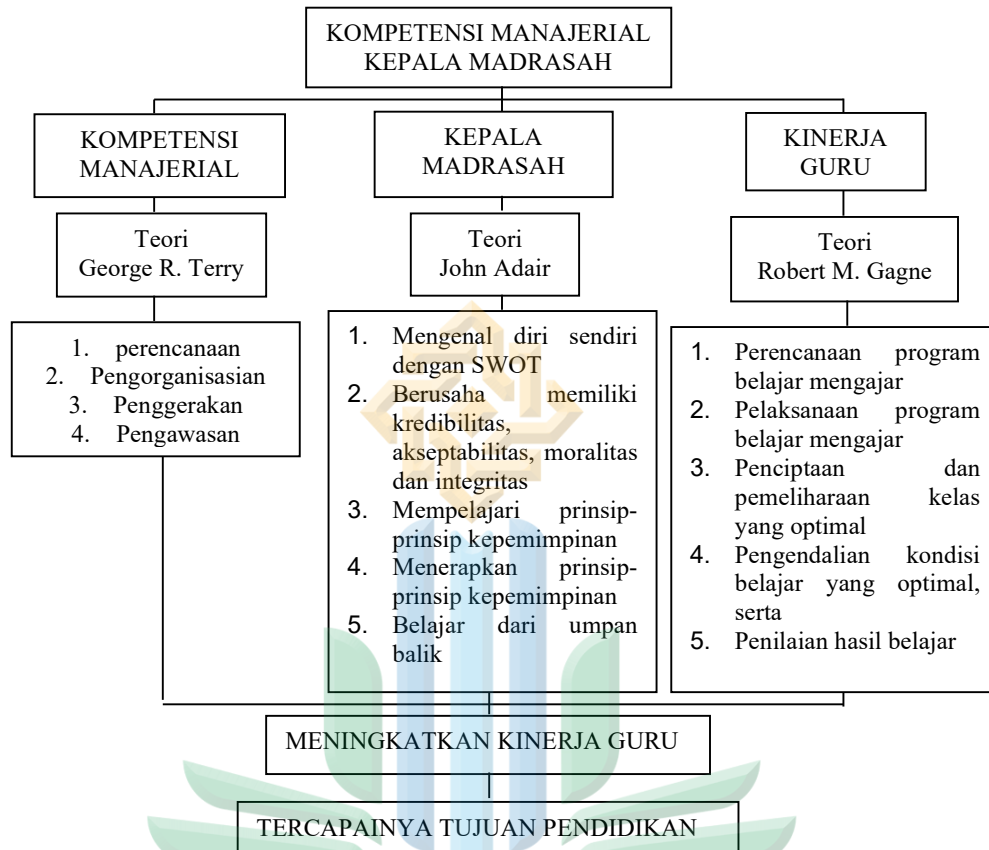 KOMPETENSI MANAJERIAL
KEPALA MADRASAH
KOMPETENSI
MANAJERIAL
KEPALA
MADRASAH
KINERJA
GURU
Teori
George R. Terry
Teori
John Adair
Teori
Robert M. Gagne
1. perencanaan
2. Pengorganisasian
3. Penggerakan
4. Pengawasan
1. Mengenal diri sendiri
dengan SWOT
2. Berusaha memiliki
kredibilitas,
akseptabilitas, moralitas
dan integritas
3. Mempelajari prinsip-
prinsip kepemimpinan
4. Menerapkan prinsip-
prinsip kepemimpinan
5. Belajar dari umpan
balik
1. Perencanaan program
belajar mengajar
2. Pelaksanaan program
belajar mengajar
3. Penciptaan dan
pemeliharaan kelas
yang optimal
4. Pengendalian kondisi
belajar yang optimal,
serta
5. Penilaian hasil belajar
MENINGKATKAN KINERJA GURU
TERCAPAINYA TUJUAN PENDIDIKAN